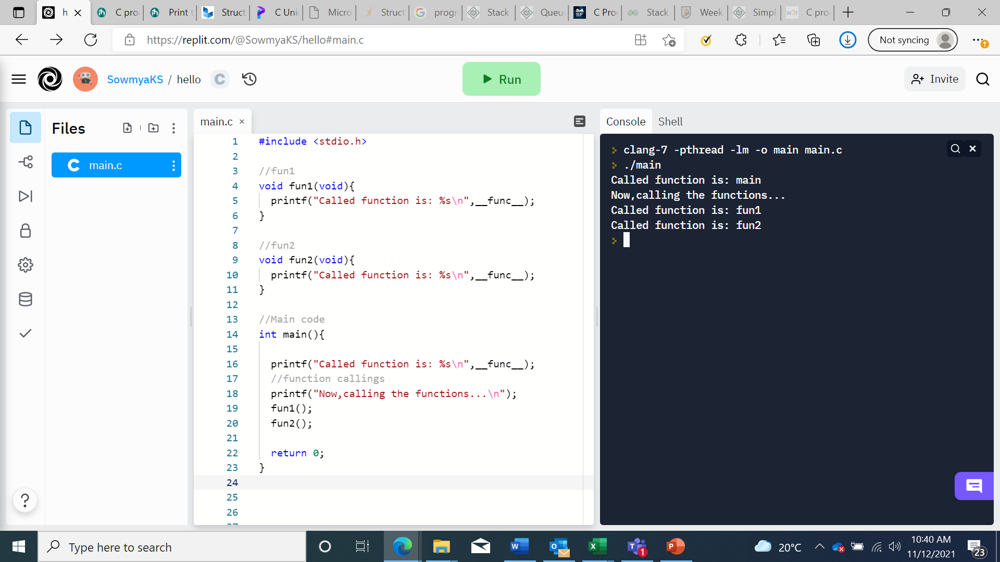 h
C pro
Print t
Struct
C Uni
Micro
Struct
progr
Stack
Queu
C Pro
Stack
Week
Simpl
C pro
https://replit.com/@SowmyaKS/hello#main.c
Not syncing
SowmyaKS / hello
C
Run
Invite
Files
main.c
main.c
Console
Shell
1 #include <stdio.h>
2
3 //fun1
4 void fun1(void){
5 printf("Called function is: %s\n",__func__);
6 }
7
8 //fun2
9 void fun2(void){
10 printf("Called function is: %s\n",__func__);
11 }
12
13 //Main code
14 int main(){
15
16 printf("Called function is: %s\n",__func__);
17 //function callings
18 printf("Now,calling the functions...\n");
19 fun1();
20 fun2();
21
22 return 0;
23 }
24
25
26
> clang-7 -pthread -lm -o main main.c
> ./main
Called function is: main
Now,calling the functions...
Called function is: fun1
Called function is: fun2
>
?
Type here to search
20°C
10:40 AM
11/12/2021
23